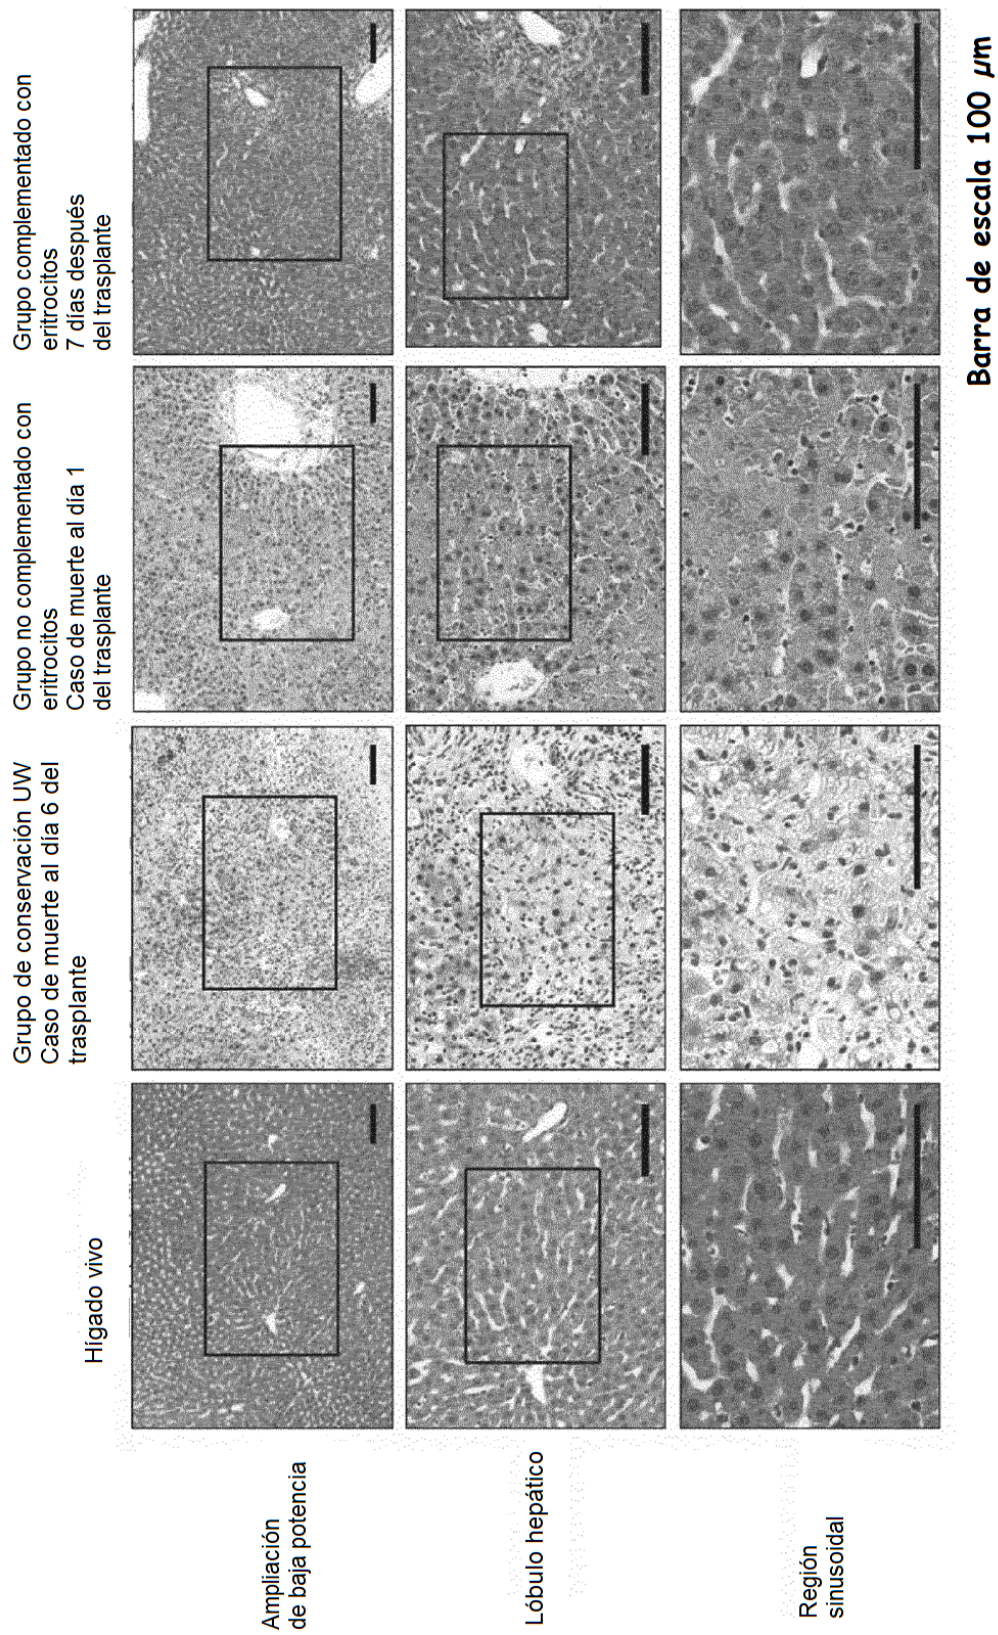 Hígado vivo
Grupo de conservación UW
Caso de muerte al día 6 del
trasplante
Grupo no complementado con
eritrocitos
Caso de muerte al día 1
del trasplante
Grupo complementado con
eritrocitos
7 días después
del trasplante
Ampliación
de baja potencia
Lóbulo hepático
Región
sinusoidal
Barra de escala 100 µm